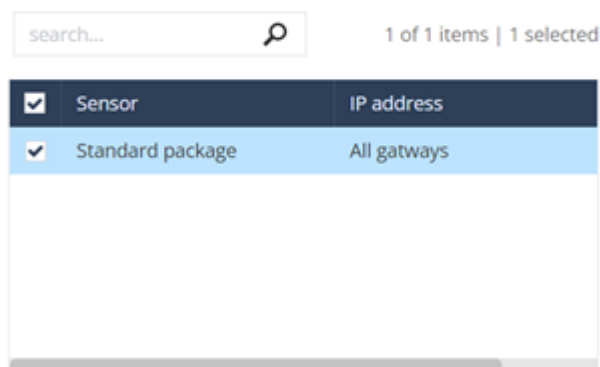 search...
1 of 1 items | 1 selected
Sensor IP address
Standard package All gatways